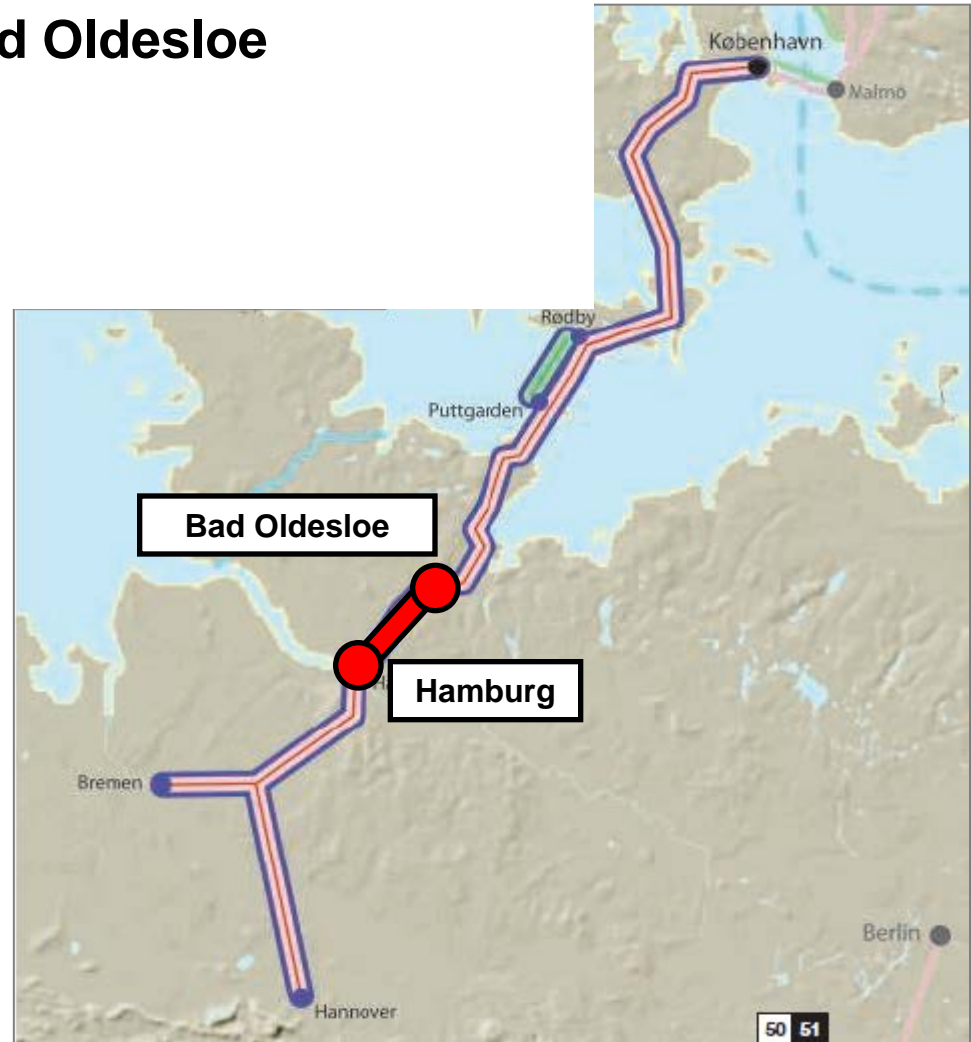 d Oldesloe
København
Malmö
Rødby
Puttgarden
Bad Oldesloe
Hamburg
Bremen
Berlin
Hannover
50 51